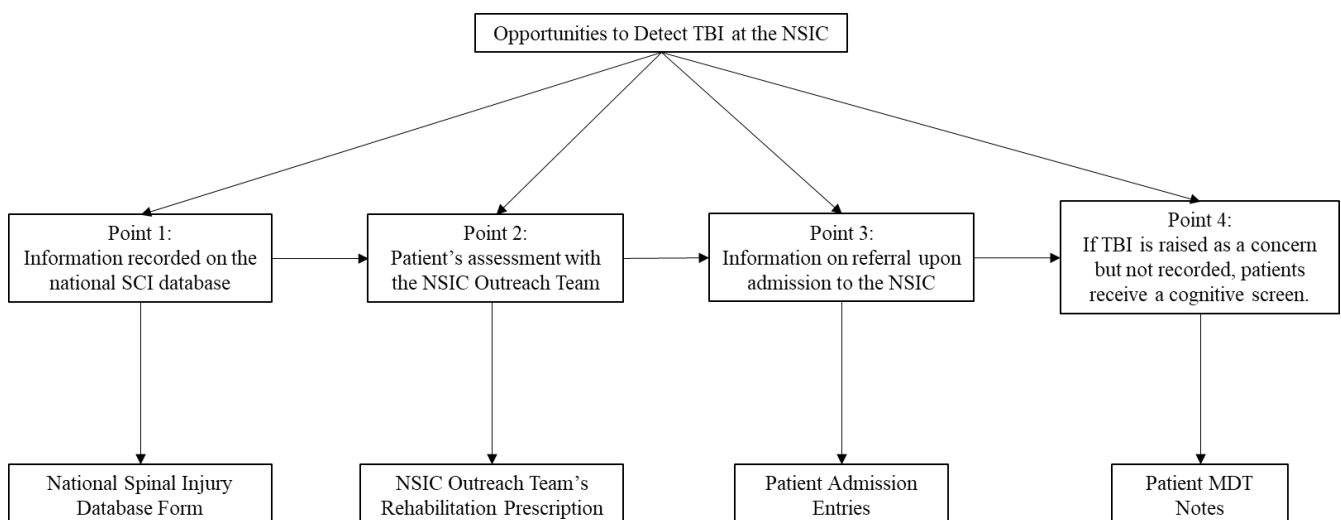 Opportunities to Detect TBI at the NSIC
Point 1:
Information recorded on the
national SCI database
Point 2:
Patient's assessment with
the NSIC Outreach Team
Point 3:
Information on referral upon
admission to the NSIC
Point 4:
If TBI is raised as a concern
but not recorded, patients
receive a cognitive screen.
National Spinal Injury
Database Form
NSIC Outreach Team's
Rehabilitation Prescription
Patient Admission
Entries
Patient MDT
Notes